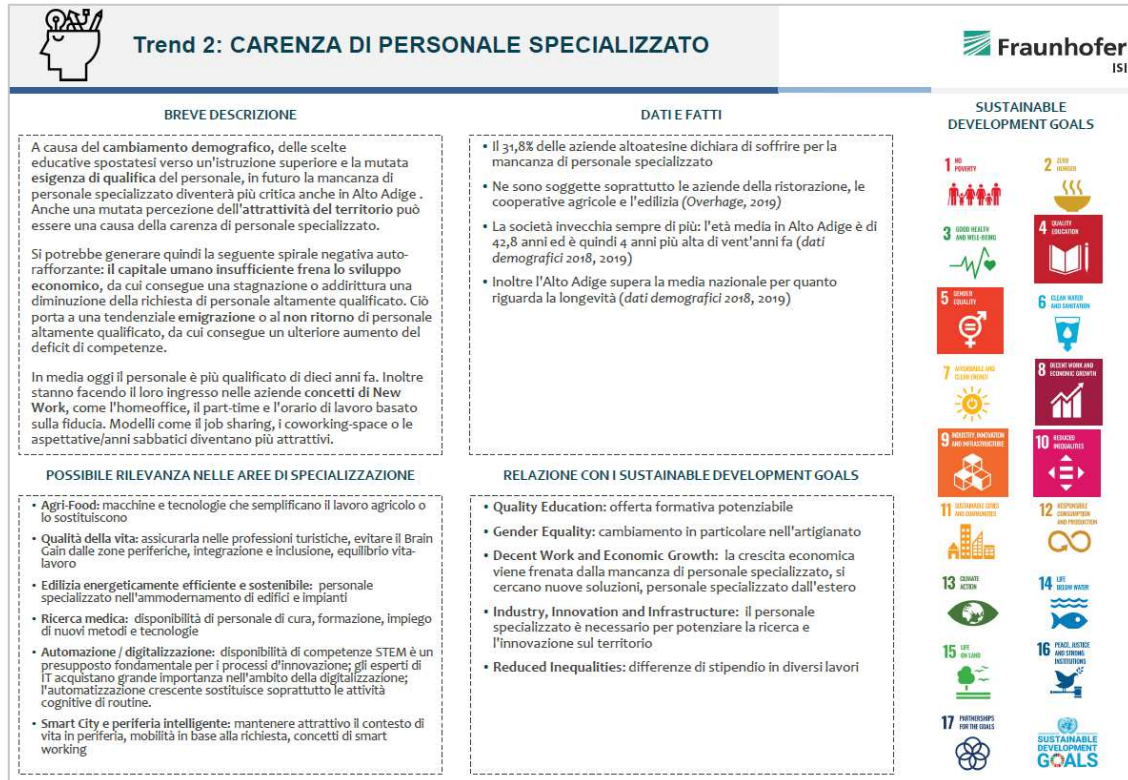 Trend 2: CARENZA DI PERSONALE SPECIALIZZATO
Fraunhofer
ISI
BREVE DESCRIZIONE
A causa del cambiamento demografico, delle scelte
educative spostatesi verso un'istruzione superiore e la mutata
esigenza di qualifica del personale, in futuro la mancanza di
personale specializzato diventerà più critica anche in Alto Adige .
Anche una mutata percezione dell'attrattività del territorio può
essere una causa della carenza di personale specializzato.
Si potrebbe generare quindi la seguente spirale negativa auto-
rafforzante: il capitale umano insufficiente frena lo sviluppo
economico, da cui consegue una stagnazione o addirittura una
diminuzione della richiesta di personale altamente qualificato. Ciò
porta a una tendenziale emigrazione o al non ritorno di personale
altamente qualificato, da cui consegue un ulteriore aumento del
deficit di competenze.
In media oggi il personale è più qualificato di dieci anni fa. Inoltre
stanno facendo il loro ingresso nelle aziende concetti di New
Work, come l'homeoffice, il part-time e l'orario di lavoro basato
sulla fiducia. Modelli come il job sharing, i coworking-space o le
aspettative/anni sabbatici diventano più attrattivi.
DATI E FATTI
• Il 31,8% delle aziende altoatesine dichiara di soffrire per la
mancanza di personale specializzato
• Ne sono soggette soprattutto le aziende della ristorazione, le
cooperative agricole e l'edilizia (Overhage, 2019)
• La società invecchia sempre di più: l'età media in Alto Adige è di
42,8 anni ed è quindi 4 anni più alta di vent'anni fa (dati
demografici 2018, 2019)
• Inoltre l'Alto Adige supera la media nazionale per quanto
riguarda la longevità (dati demografici 2018, 2019)
POSSIBILE RILEVANZA NELLE AREE DI SPECIALIZZAZIONE
• Agri-Food: macchine e tecnologie che semplificano il lavoro agricolo o
lo sostituiscono
• Qualità della vita: assicurarla nelle professioni turistiche, evitare il Brain
Gain dalle zone periferiche, integrazione e inclusione, equilibrio vita-
lavoro
• Edilizia energeticamente efficiente e sostenibile: personale
specializzato nell'ammodernamento di edifici e impianti
• Ricerca medica: disponibilità di personale di cura, formazione, impiego
di nuovi metodi e tecnologie
• Automazione / digitalizzazione: disponibilità di competenze STEM è un
presupposto fondamentale per i processi d'innovazione; gli esperti di
IT acquistano grande importanza nell'ambito della digitalizzazione;
l'automatizzazione crescente sostituisce soprattutto le attività
cognitive di routine.
• Smart City e periferia intelligente: mantenere attrattivo il contesto di
vita in periferia, mobilità in base alla richiesta, concetti di smart
working
RELAZIONE CON I SUSTAINABLE DEVELOPMENT GOALS
• Quality Education: offerta formativa potenziabile
• Gender Equality: cambiamento in particolare nell'artigianato
• Decent Work and Economic Growth: la crescita economica
viene frenata dalla mancanza di personale specializzato, si
cercano nuove soluzioni, personale specializzato dall'estero
• Industry, Innovation and Infrastructure: il personale
specializzato è necessario per potenziare la ricerca e
l'innovazione sul territorio
• Reduced Inequalities: differenze di stipendio in diversi lavori
SUSTAINABLE
DEVELOPMENT GOALS
1 NO
POVERTY
2 ZERO
HUNGER
3 GOOD HEALTH
AND WELL-BEING
4 QUALITY
EDUCATION
5 GENDER
EQUALITY
6 CLEAN WATER
AND SANITATION
7 AFFORDABLE AND
CLEAN ENERGY
8 DECENT WORK AND
ECONOMIC GROWTH
9 INDUSTRY, INNOVATION
AND INFRASTRUCTURE
10 REDUCED
INEQUALITIES
11 SUSTAINABLE CITIES
AND COMMUNITIES
12 RESPONSIBLE
CONSUMPTION
AND PRODUCTION
13 CLIMATE
ACTION
14 LIFE
BELOW WATER
15 LIFE
ON LAND
16 PEACE, JUSTICE
AND STRONG
INSTITUTIONS
17 PARTNERSHIPS
FOR THE GOALS
SUSTAINABLE
DEVELOPMENT
GOALS